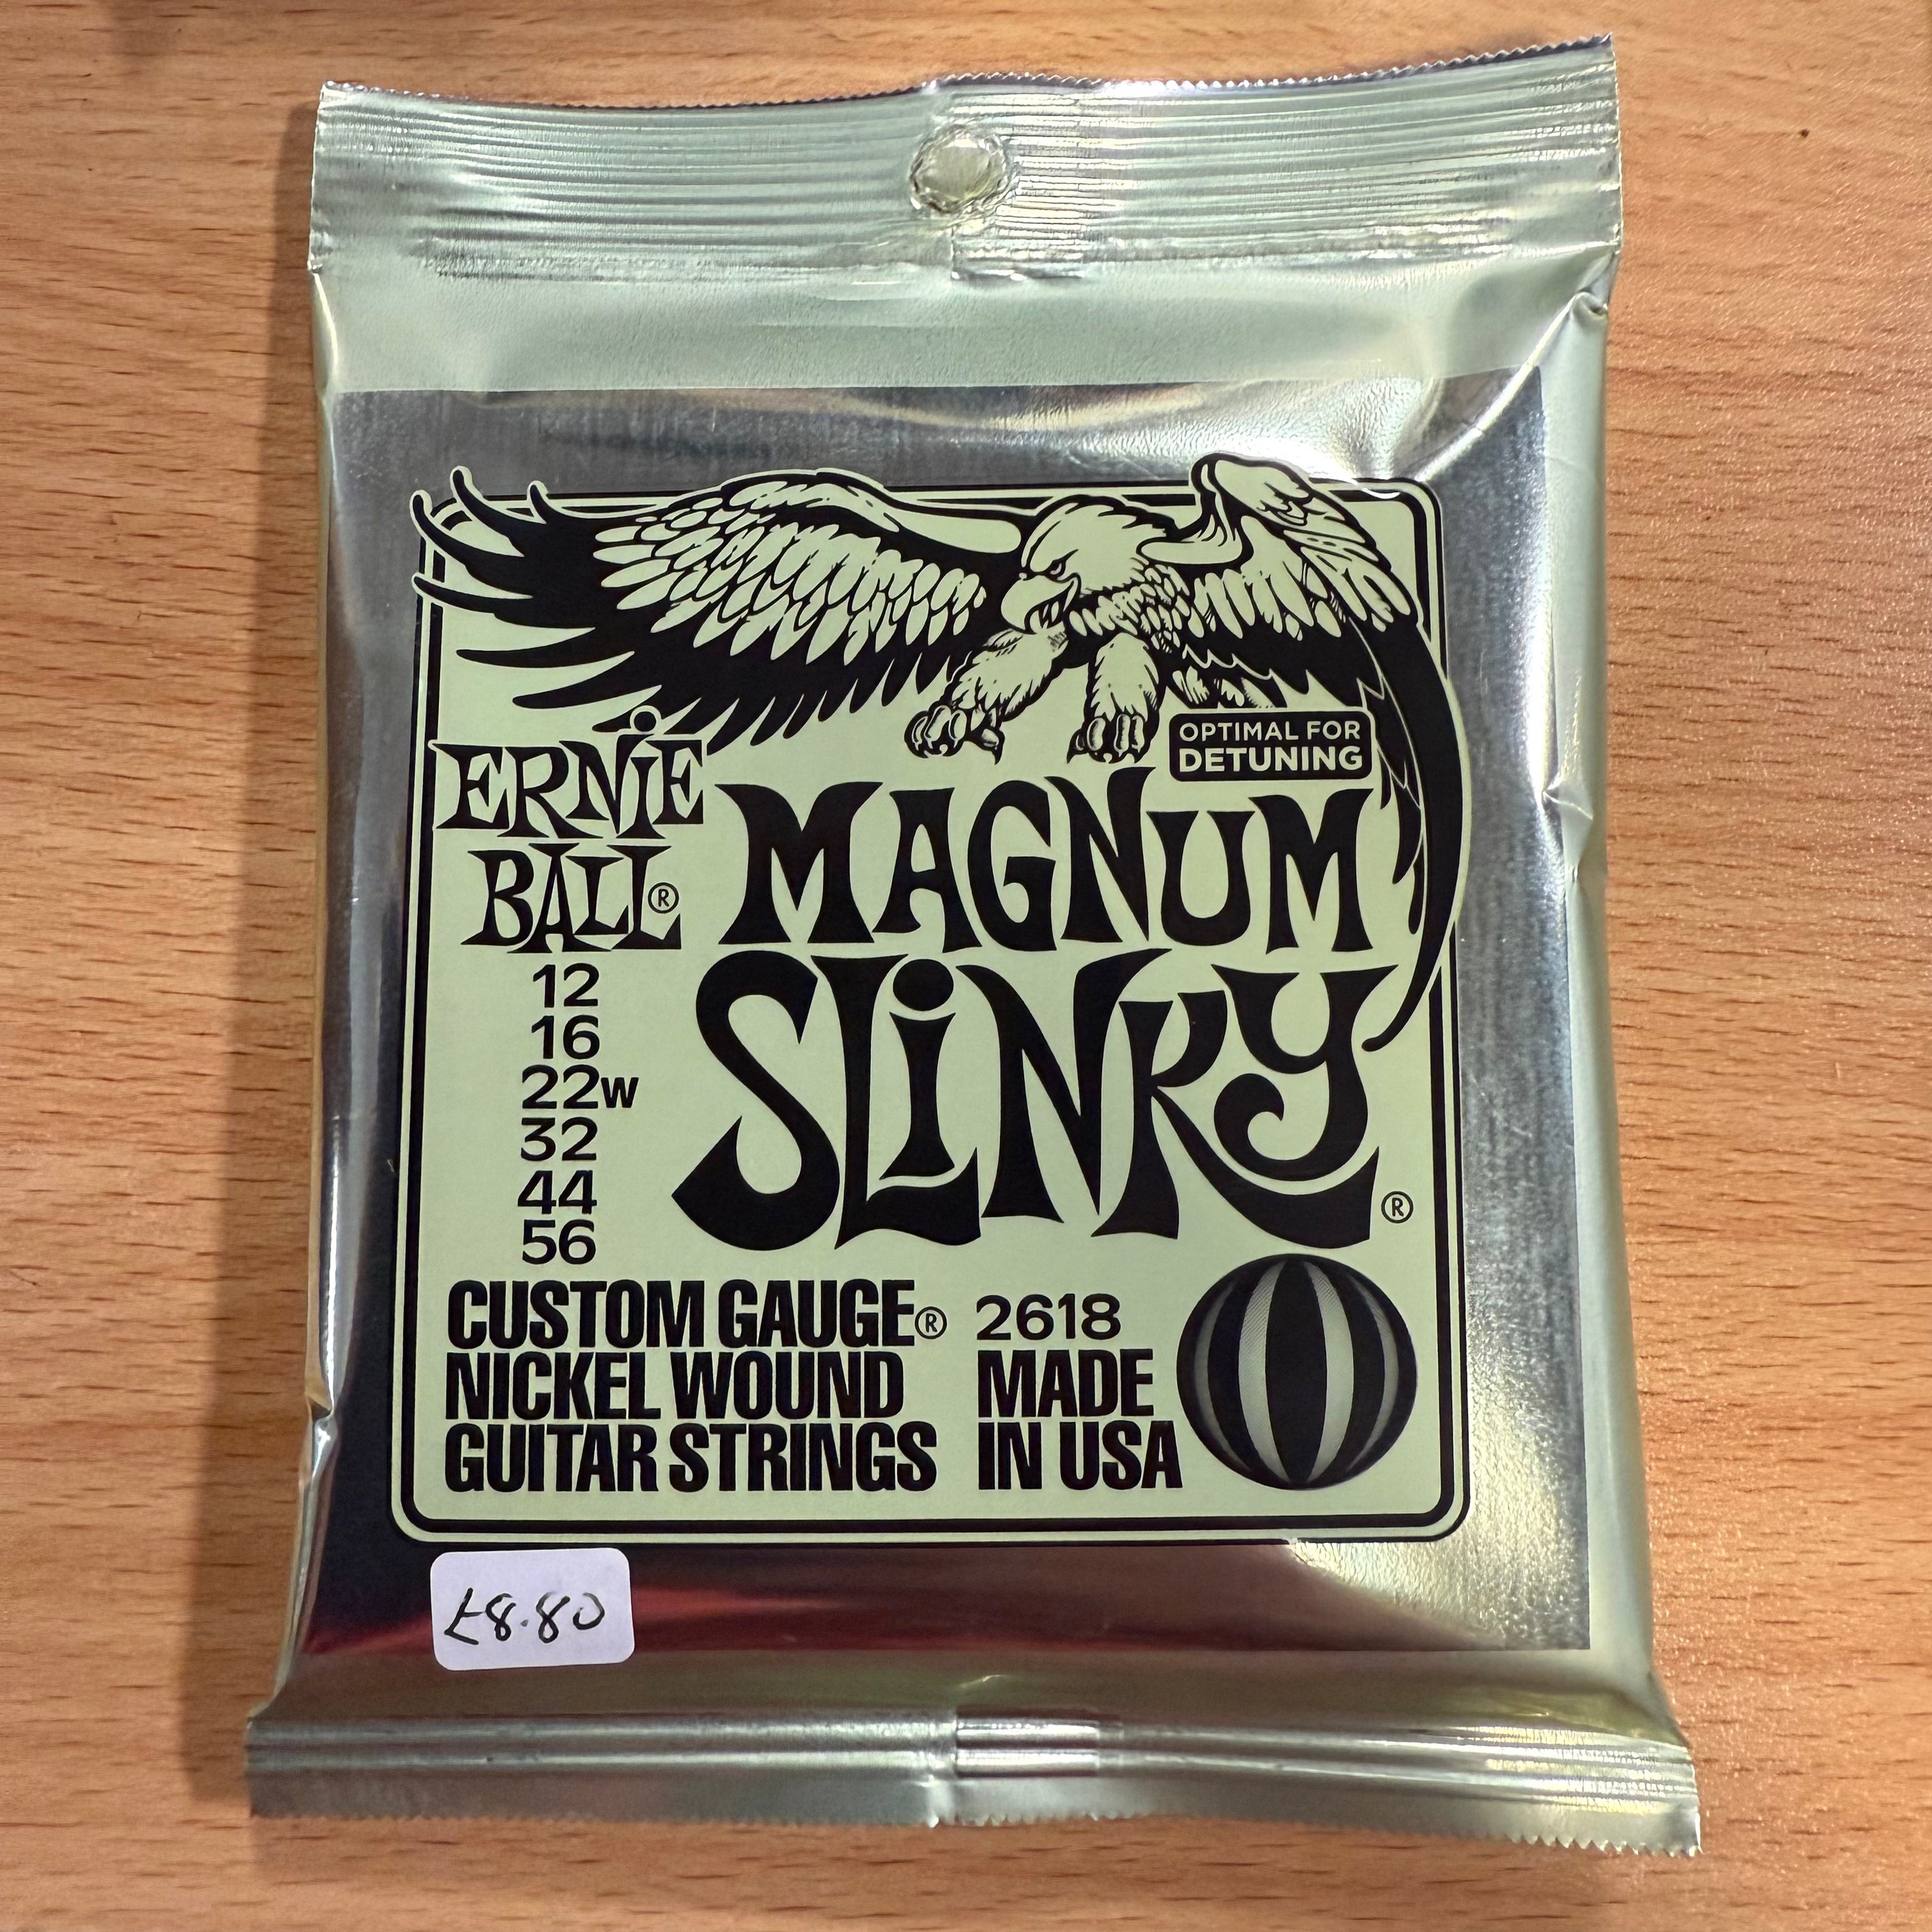 OPTIMAL FOR
DETUNING
ERNiE
BALL®
MAGNUM
SLiNKY®
12
16
22W
32
44
56
CUSTOM GAUGE®
NICKEL WOUND
GUITAR STRINGS
2618
MADE
IN USA
£8.80